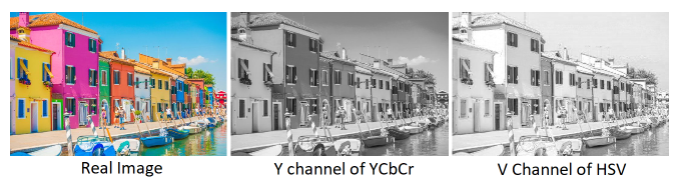 Real Image
Y channel of YCbCr
V Channel of HSV